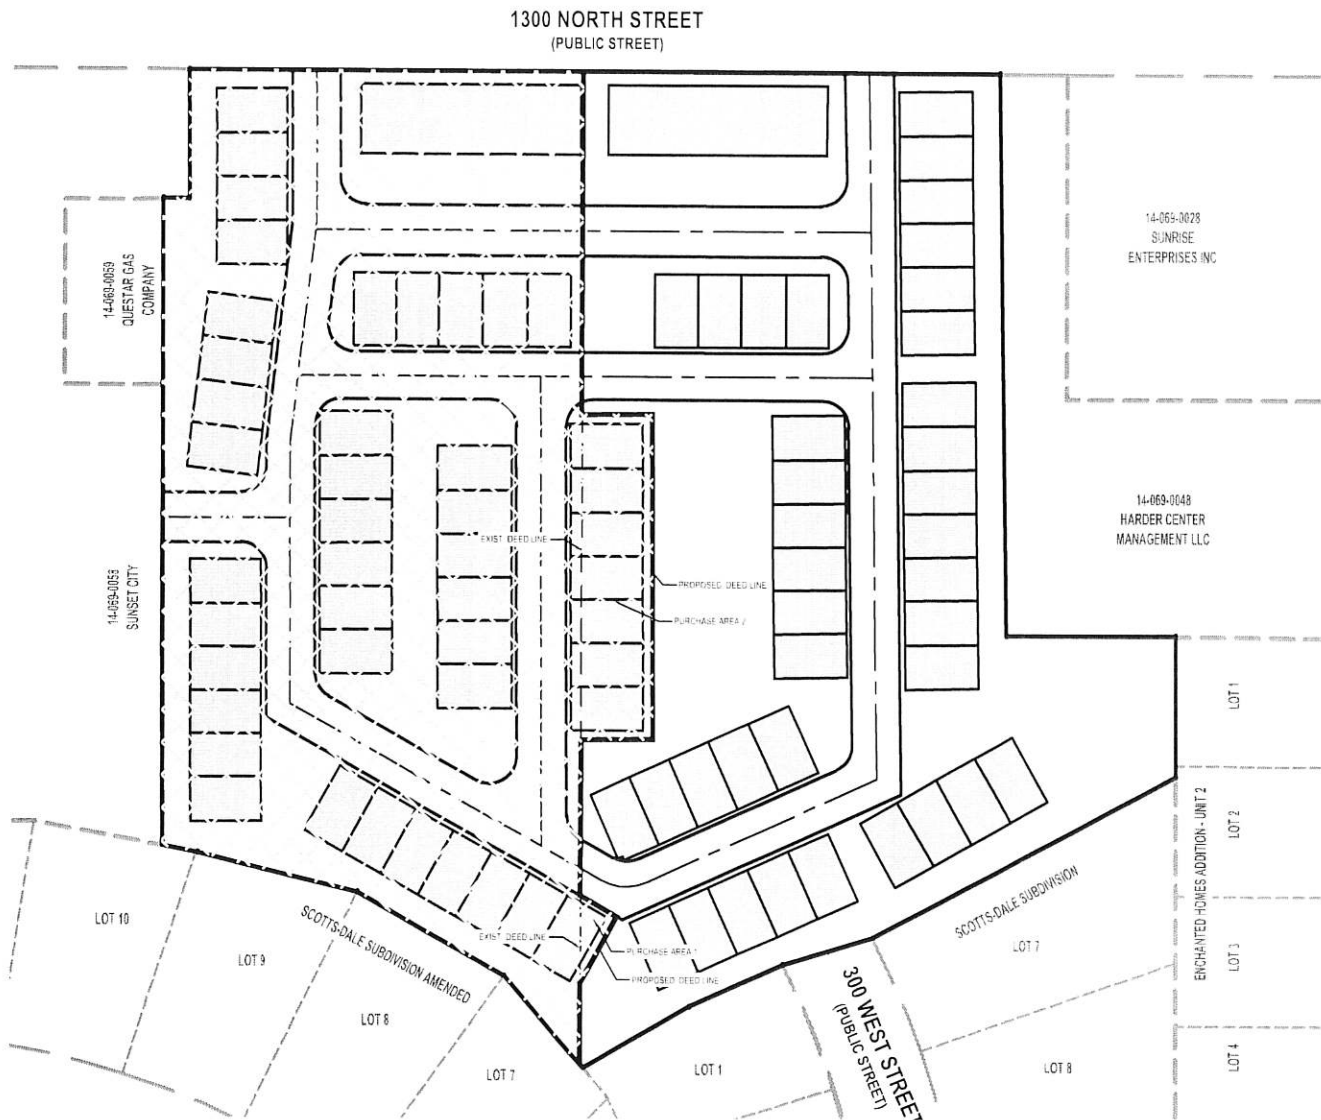 1300 NORTH STREET
(PUBLIC STREET)
14-069-0028
SUNRISE
ENTERPRISES INC
14-069-0059
QUESTAR GAS
COMPANY
14-069-0048
HARDER CENTER
MANAGEMENT LLC
EXIST. DEED LINE
PROPOSED DEED LINE
PURCHASE AREA 2
14-069-0058
SUNSET CITY
LOT 1
LOT 2
ENCHANTED HOMES ADDITION - UNIT 2
LOT 3
LOT 4
SCOTTS-DALE SUBDIVISION
LOT 7
LOT 10
LOT 9
SCOTTS-DALE SUBDIVISION AMENDED
LOT 8
LOT 7
EXIST. DEED LINE
PURCHASE AREA 1
PROPOSED DEED LINE
LOT 1
300 WEST STREET
(PUBLIC STREET)
LOT 8